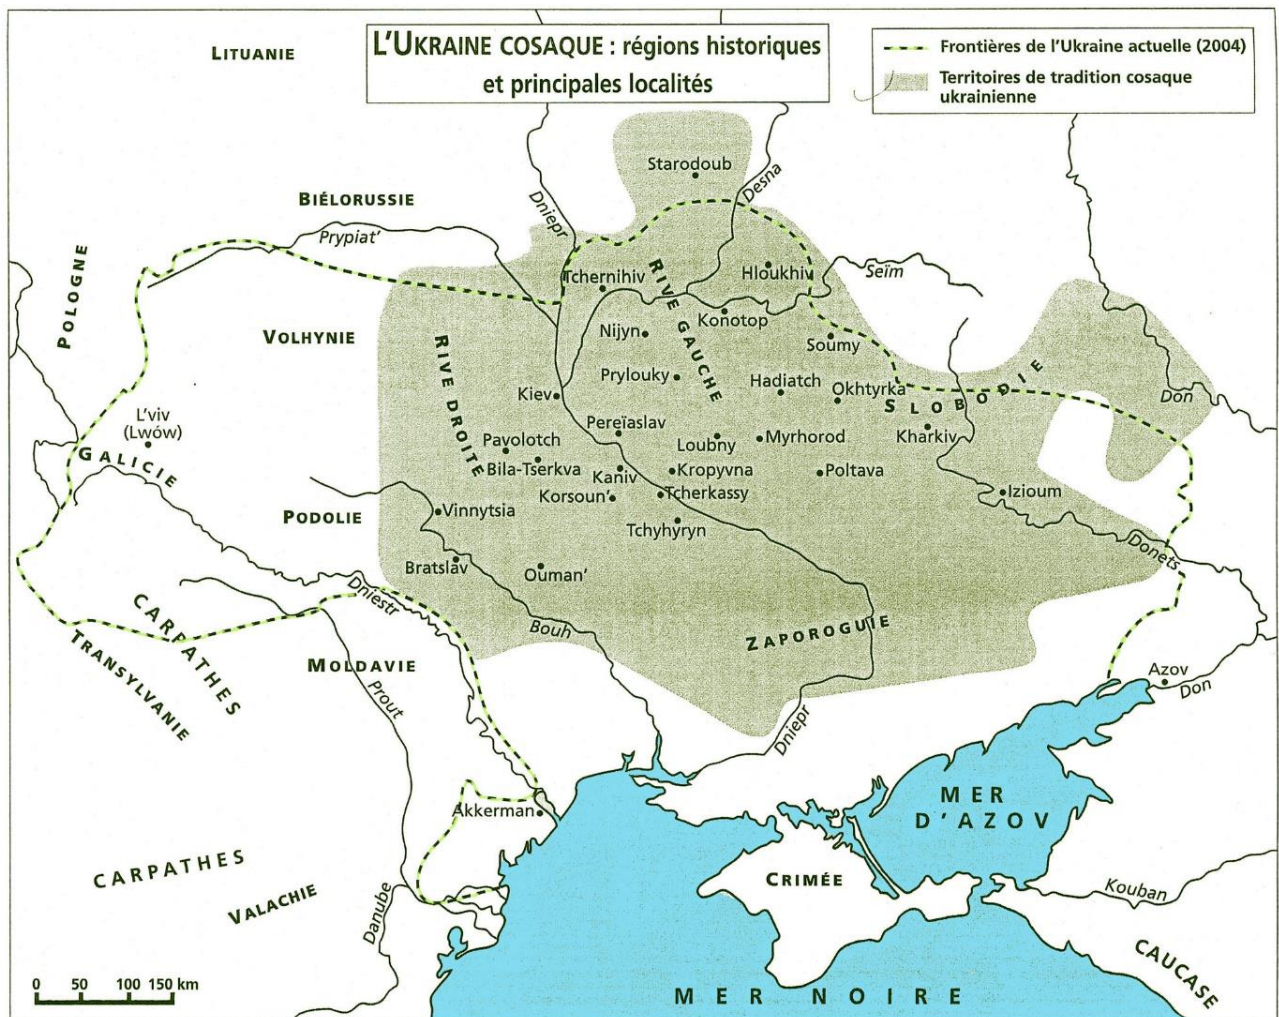 L'UKRAINE COSAQUE : régions historiques
et principales localités
Frontières de l'Ukraine actuelle (2004)
Territoires de tradition cosaque
ukrainienne
LITUANIE
Starodoub
Desna
Dniepr
BIÉLORUSSIE
Prypiat'
POLOGNE
Tchernihiv
RIVE GAUCHE
Hloukhiv
Seïm
VOLHYNIE
RIVE DROITE
Nijyn
Konotop
Soumy
Prylouky
Hadiatch
Okhtyrka
SLOBODIE
Don
Kiev
L'viv
(Lwów)
GALICIE
Pereïaslav
Pavolotch
Loubny
Myrhorod
Kharkiv
Bila-Tserkva
Kaniv
Kropyvna
Poltava
Korsoun'
Tcherkassy
Izioum
PODOLIE
Vinnytsia
Tchyhyryn
Donets
Bratslav
Ouman'
Dniestr
CARPATHES
TRANSYLVANIE
Bouh
ZAPOROGUIE
MOLDAVIE
Prout
Azov
Don
Dniepr
Akkerman
MER
D'AZOV
CARPATHES
VALACHIE
Danube
CRIMÉE
Kouban
CAUCASE
0 50 100 150 km
MER NOIRE